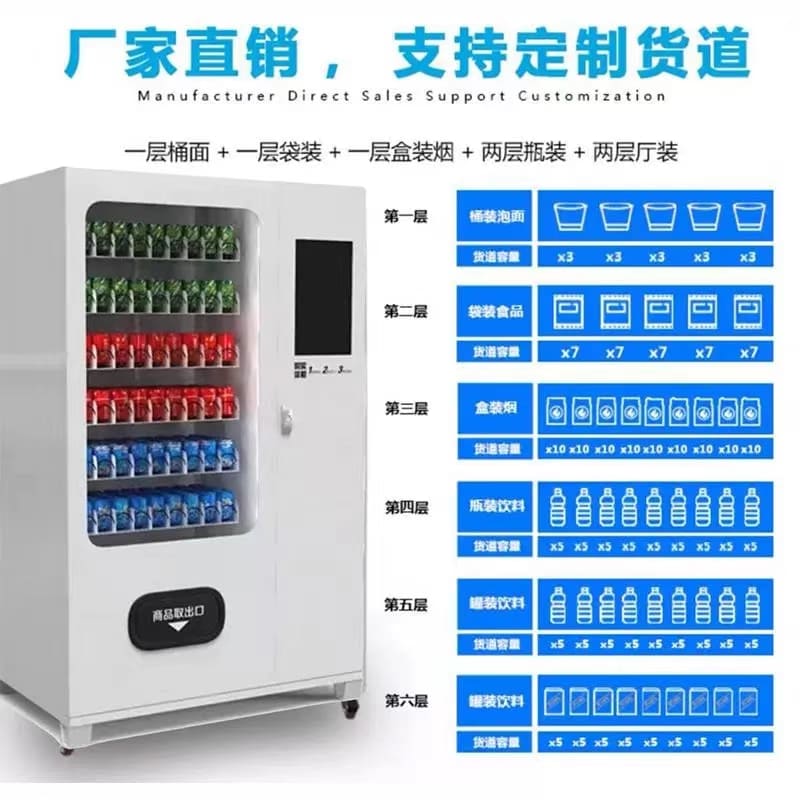 厂家直销，支持定制货道
Manufacturer Direct Sales Support Customization
一层桶面 + 一层袋装 + 一层盒装烟 + 两层瓶装 + 两层厅装
第一层
桶装泡面
货道容量 x3 x3 x3 x3 x3
第二层
袋装食品
货道容量 x7 x7 x7 x7 x7
第三层
盒装烟
货道容量 x10 x10 x10 x10 x10 x10 x10 x10 x10
第四层
瓶装饮料
货道容量 x5 x5 x5 x5 x5 x5 x5 x5 x5
第五层
罐装饮料
货道容量 x5 x5 x5 x5 x5 x5 x5 x5 x5
第六层
罐装饮料
货道容量 x5 x5 x5 x5 x5 x5 x5 x5 x5
1 2 3
商品取出口